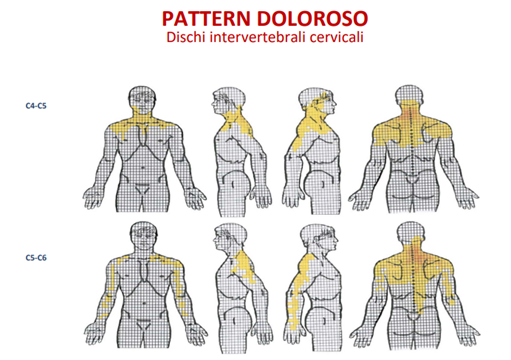 PATTERN DOLOROSO
Dischi intervertebrali cervicali
C4-C5
C5-C6